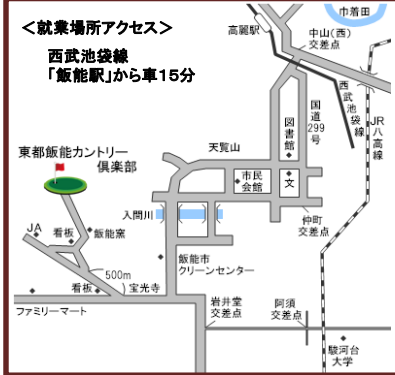 ＜就業場所アクセス＞
西武池袋線
「飯能駅」から車１５分
巾着田
高麗駅
中山(西)
交差点
西武池袋線
JR八高線
国道299号
図書館
天覧山
東都飯能カントリー
倶楽部
市民
会館
文
入間川
仲町
交差点
JA
看板
飯能窯
飯能市
クリーンセンター
500m
看板
宝光寺
ファミリーマート
岩井堂
交差点
阿須
交差点
駿河台
大学